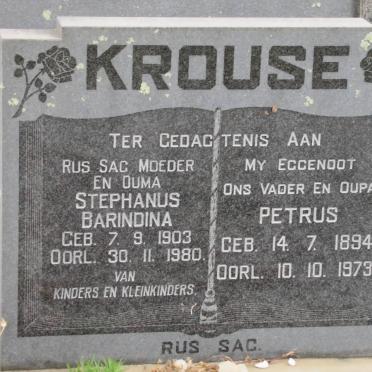 KROUSE
TER GEDAGTENIS AAN
RUS SAG MOEDER
EN OUMA
STEPHANUS
BARINDINA
GEB. 7. 9. 1903
OORL. 30. 11. 1980.
VAN
KINDERS EN KLEINKINDERS.
MY EGGENOOT
ONS VADER EN OUPA
PETRUS
GEB. 14. 7. 1894
OORL. 10. 10. 1973
RUS SAG.